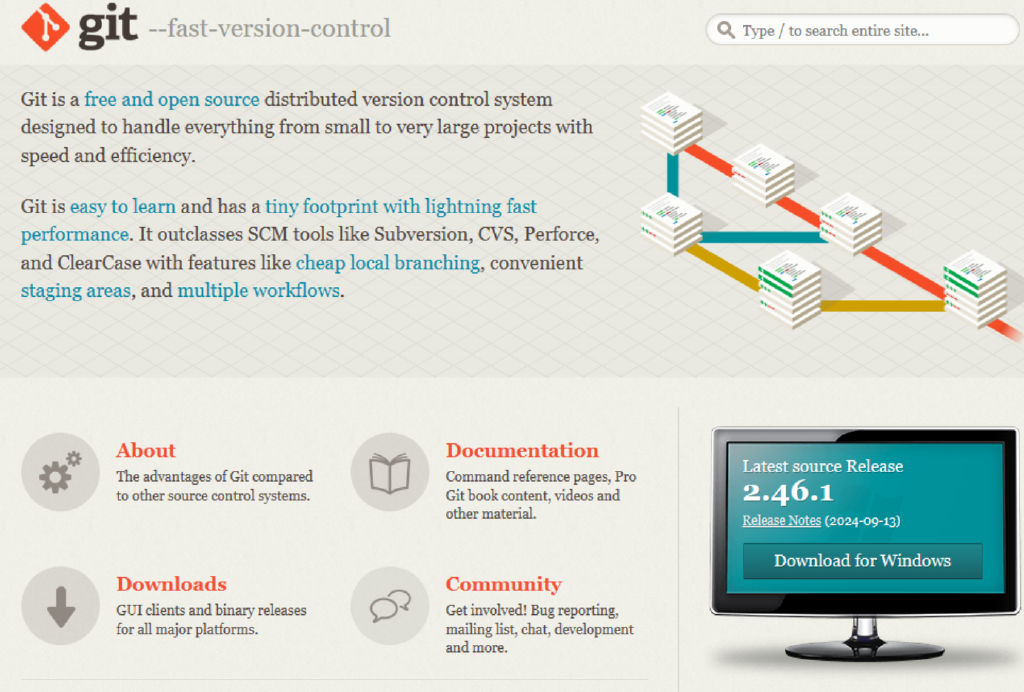 git --fast-version-control
Type / to search entire site...
Git is a free and open source distributed version control system
designed to handle everything from small to very large projects with
speed and efficiency.
Git is easy to learn and has a tiny footprint with lightning fast
performance. It outclasses SCM tools like Subversion, CVS, Perforce,
and ClearCase with features like cheap local branching, convenient
staging areas, and multiple workflows.
About
The advantages of Git compared
to other source control systems.
Documentation
Command reference pages, Pro
Git book content, videos and
other material.
Downloads
GUI clients and binary releases
for all major platforms.
Community
Get involved! Bug reporting,
mailing list, chat, development
and more.
Latest source Release
2.46.1
Release Notes (2024-09-13)
Download for Windows